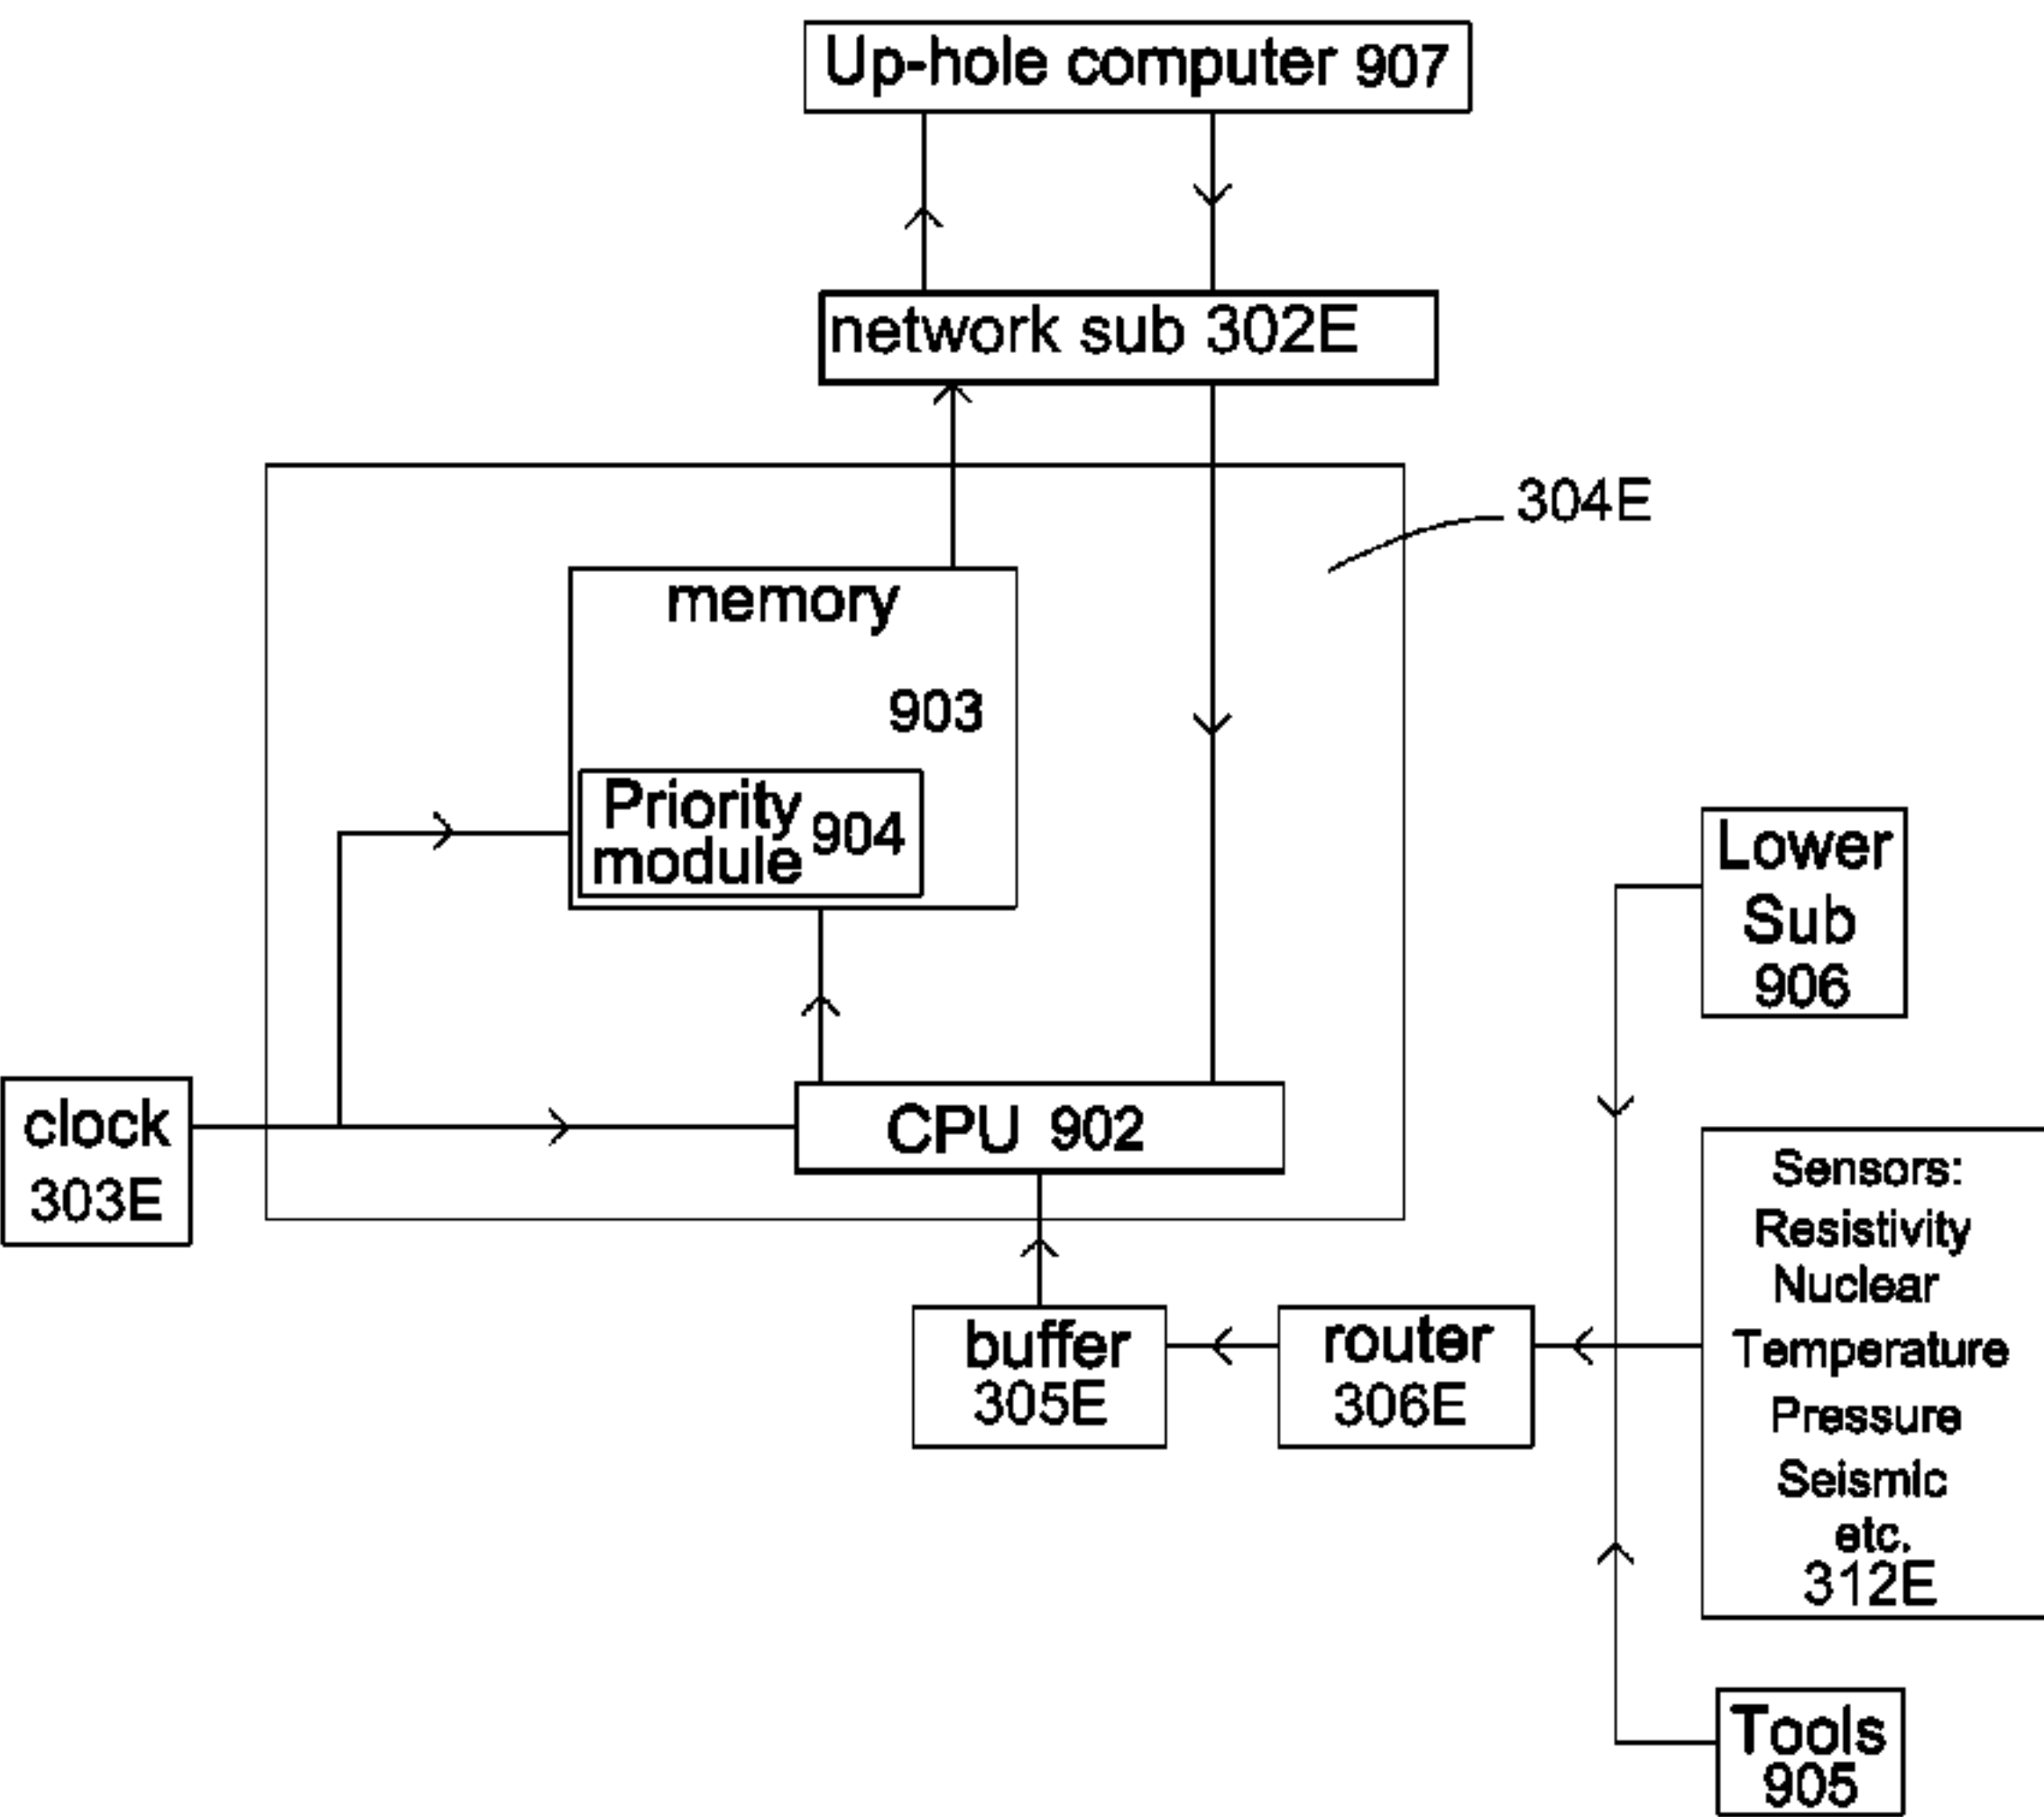 Up-hole computer 907
network sub 302E
304E
memory
903
Priority
module 904
Lower
Sub
906
clock
303E
CPU 902
Sensors:
Resistivity
Nuclear
Temperature
Pressure
Seismic
etc.
312E
buffer
305E
router
306E
Tools
905